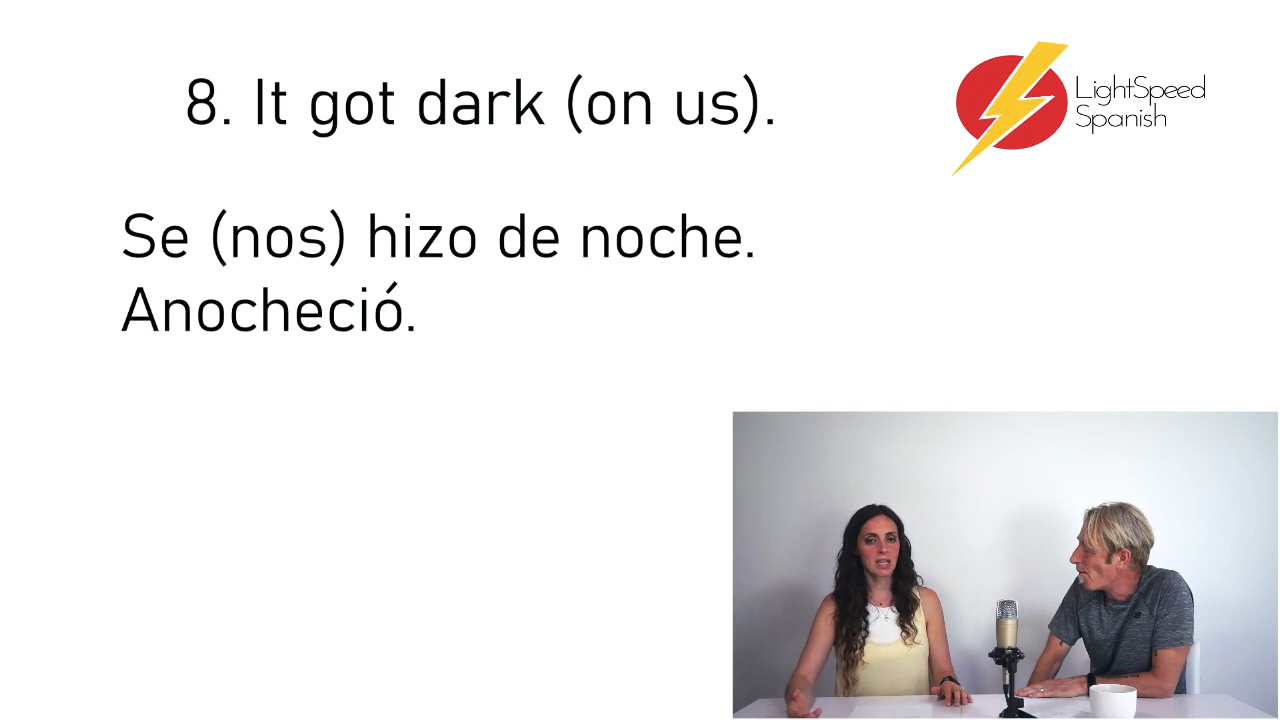 8. It got dark (on us).
LightSpeed
Spanish
Se (nos) hizo de noche.
Anocheció.